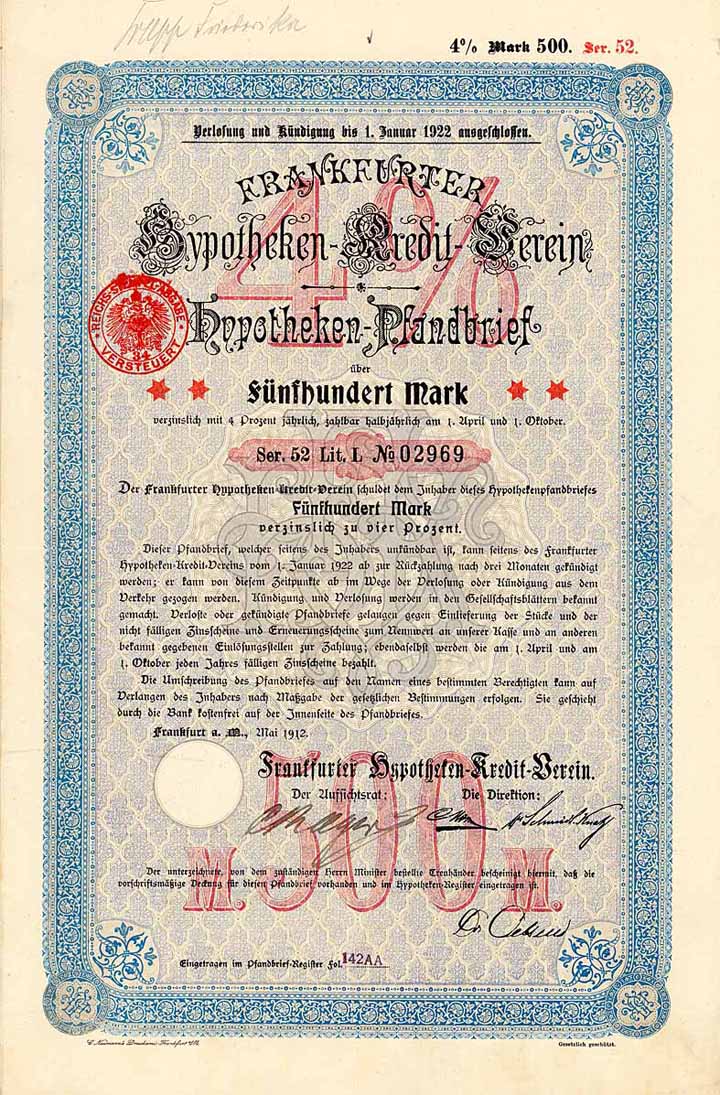 4% Mark 500. Ser. 52.
Verlosung und Kündigung bis 1. Januar 1922 ausgeschlossen.
4%
FRANKFURTER
Hypotheken-Kredit-Verein
REICHS-STEMPELABGABE
VERSTEUERT
34
Hypotheken-Pfandbrief
über
Fünfhundert Mark
verzinslich mit 4 Prozent jährlich, zahlbar halbjährlich am 1. April und 1. Oktober.
Ser. 52 Lit. L No 02969
Der Frankfurter Hypotheken-Kredit-Verein schuldet dem Inhaber dieses Hypothekenpfandbriefes
Fünfhundert Mark
verzinslich zu vier Prozent.
Dieser Pfandbrief, welcher seitens des Inhabers unkündbar ist, kann seitens des Frankfurter
Hypotheken-Kredit-Vereins vom 1. Januar 1922 ab zur Rückzahlung nach drei Monaten gekündigt
werden; er kann von diesem Zeitpunkte ab im Wege der Verlosung oder Kündigung aus dem
Verkehr gezogen werden. Kündigung und Verlosung werden in den Gesellschaftsblättern bekannt
gemacht. Verloste oder gekündigte Pfandbriefe gelangen gegen Einlieferung der Stücke und der
nicht fälligen Zinsscheine und Erneuerungsscheine zum Nennwert an unserer Kasse und an anderen
bekannt gegebenen Einlösungsstellen zur Zahlung; ebendaselbst werden die am 1. April und am
1. Oktober jeden Jahres fälligen Zinsscheine bezahlt.
Die Umschreibung des Pfandbriefes auf den Namen eines bestimmten Berechtigten kann auf
Verlangen des Inhabers nach Maßgabe der gesetzlichen Bestimmungen erfolgen. Sie geschieht
durch die Bank kostenfrei auf der Innenseite des Pfandbriefes.
Frankfurt a. M., Mai 1912.
Frankfurter Hypotheken-Kredit-Verein.
Der Aufsichtsrat: Die Direktion:
M. 500 M.
Der unterzeichnete, von dem zuständigen Herrn Minister bestellte Treuhänder bescheinigt hiermit, daß die
vorschriftsmäßige Deckung für diesen Pfandbrief vorhanden und im Hypotheken-Register eingetragen ist.
Eingetragen im Pfandbrief-Register Fol. 142AA
C. Naumann's Druckerei, Frankfurt a/M.
Gesetzlich geschützt.